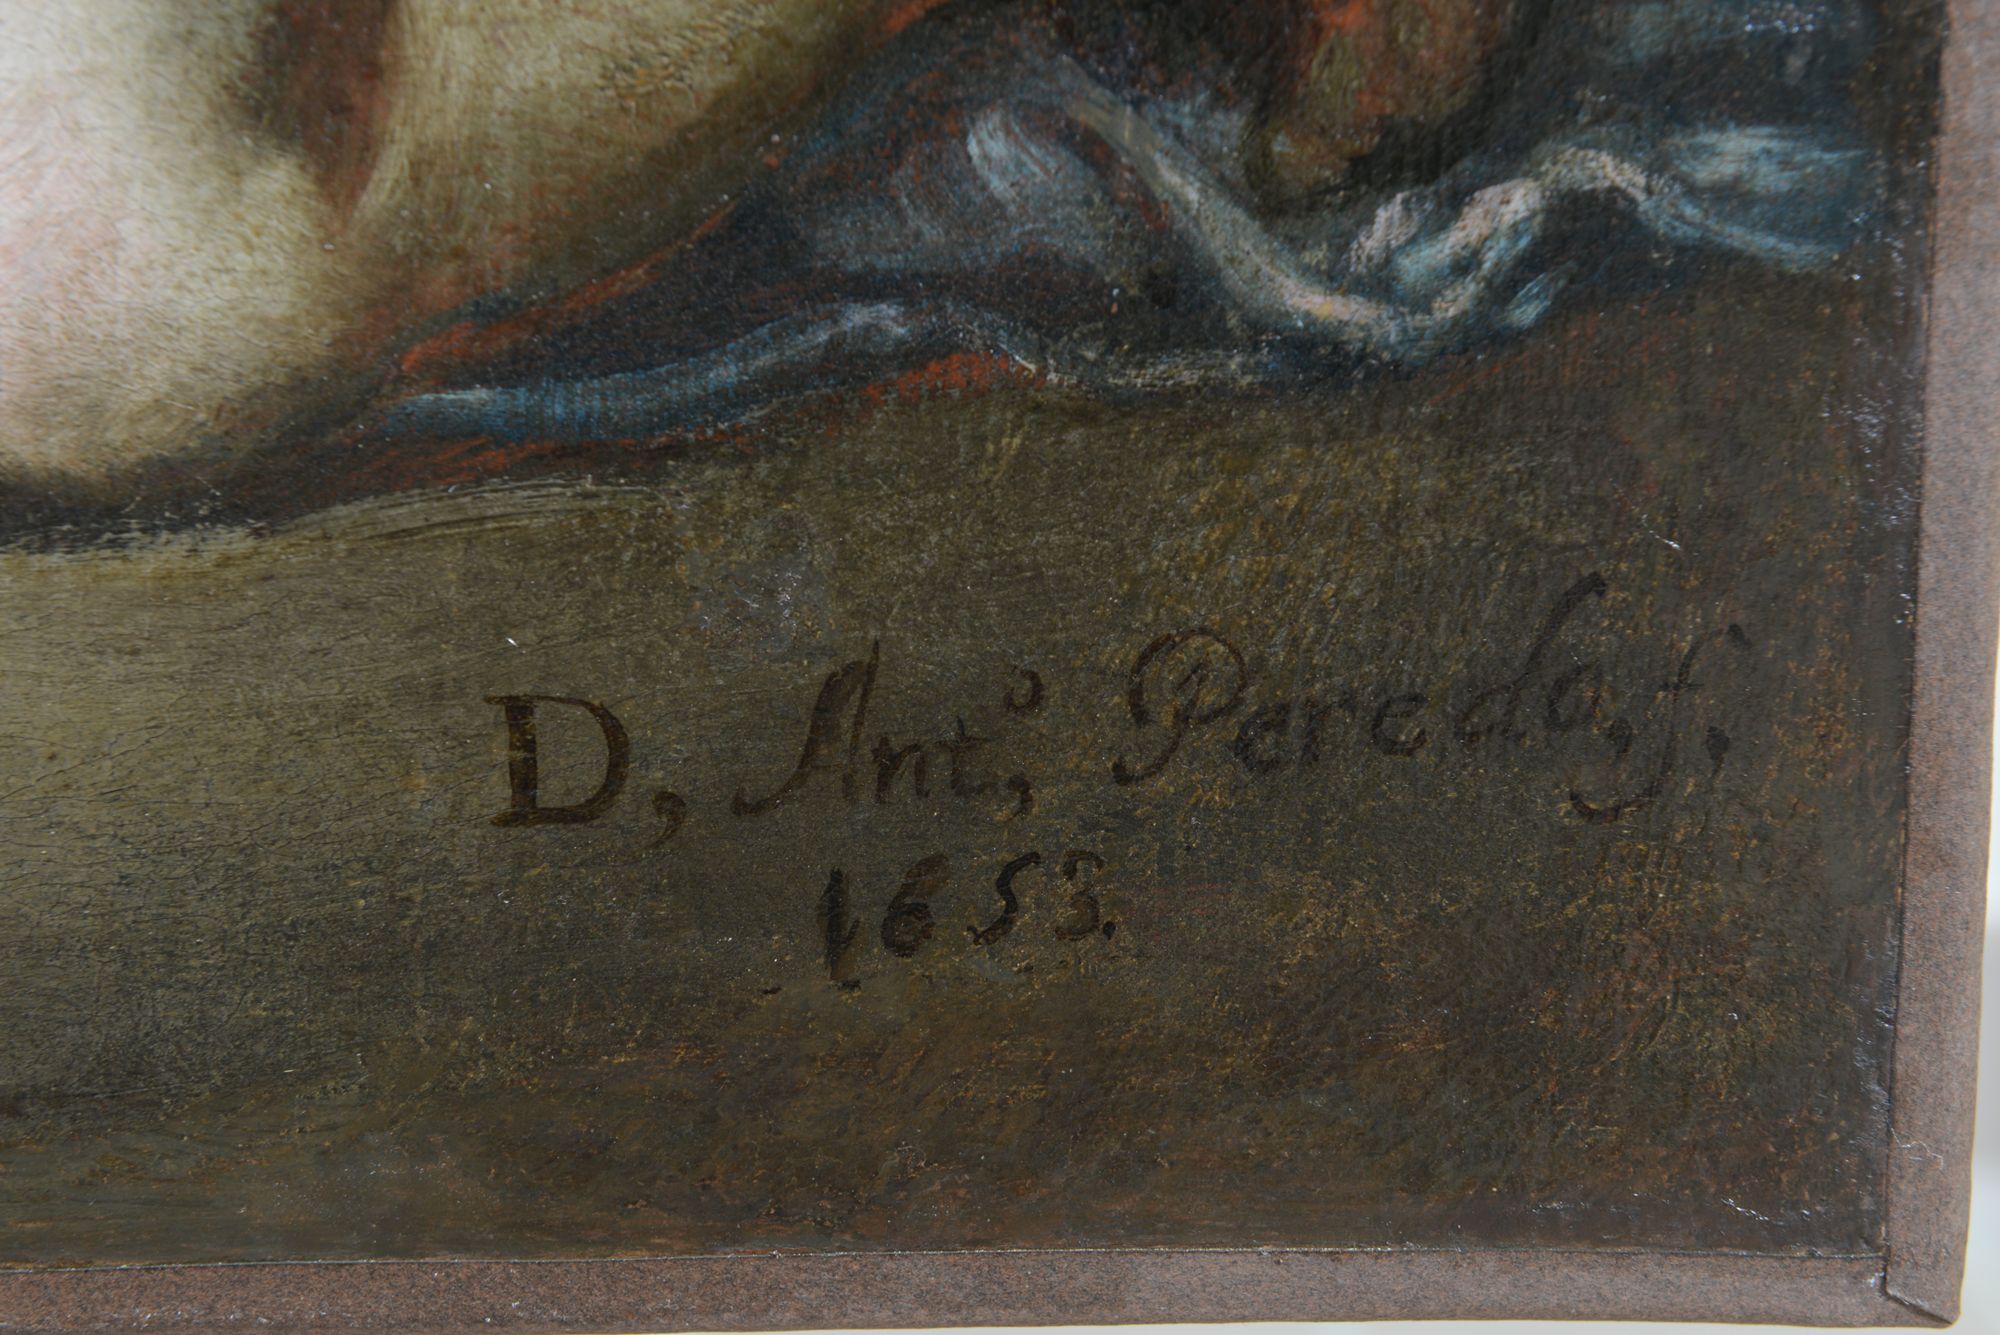 D, Antº, Pereda, f,
1653.